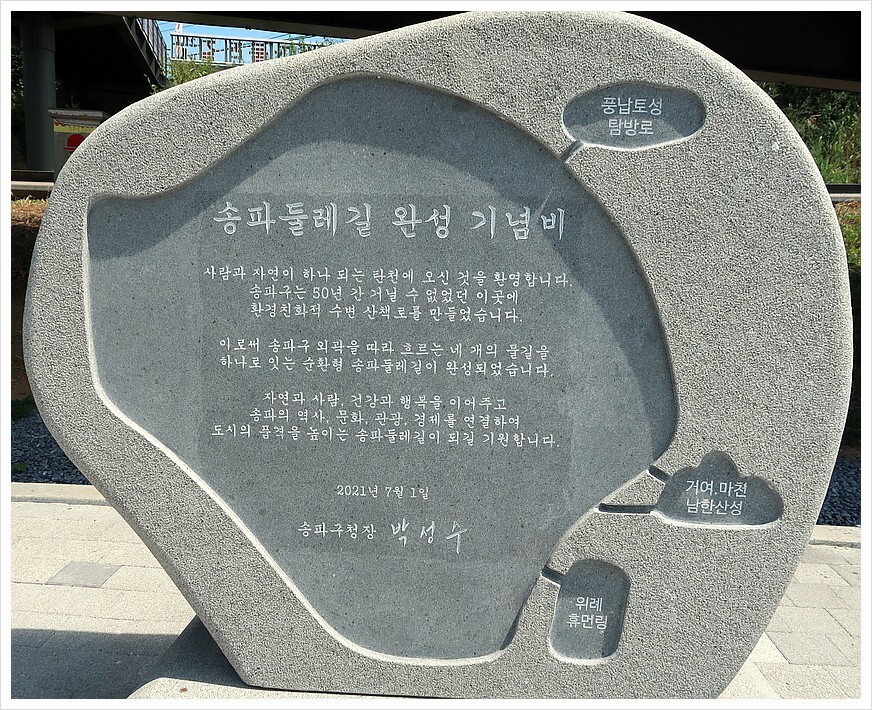 풍납토성
탐방로
송파둘레길 완성 기념비
사람과 자연이 하나 되는 탄천에 오신 것을 환영합니다.
송파구는 50년 간 거닐 수 없었던 이곳에
환경친화적 수변 산책로를 만들었습니다.
이로써 송파구 외곽을 따라 흐르는 네 개의 물길을
하나로 잇는 순환형 송파둘레길이 완성되었습니다.
자연과 사람, 건강과 행복을 이어주고
송파의 역사, 문화, 관광, 경제를 연결하여
도시의 품격을 높이는 송파둘레길이 되길 기원합니다.
2021년 7월 1일
송파구청장 박성수
거여.마천
남한산성
위례
휴먼링